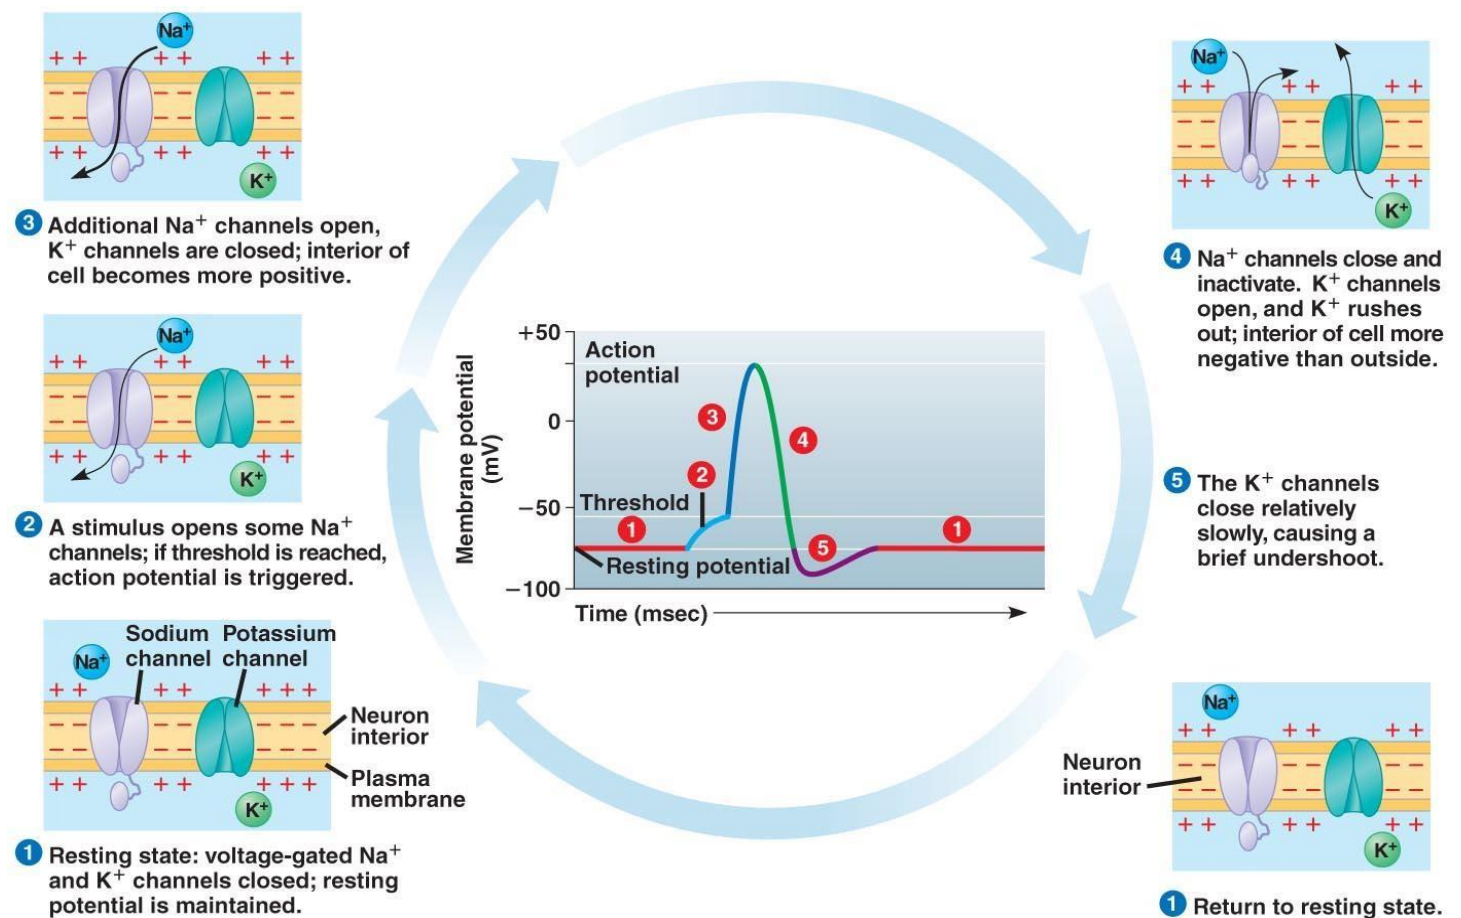 Na⁺
+ +
+ +
+ +
− −
− −
− −
− −
− −
− −
+ +
+ +
+ +
K⁺
3 Additional Na⁺ channels open,
K⁺ channels are closed; interior of
cell becomes more positive.
Na⁺
+ +
+ +
+ +
− −
− −
− −
− −
− −
− −
+ +
+ +
+ +
K⁺
2 A stimulus opens some Na⁺
channels; if threshold is reached,
action potential is triggered.
Sodium
channel
Potassium
channel
Na⁺
+ +
+ +
+ + +
− −
− −
− − −
− −
− −
− − −
+ +
+ +
+ + +
K⁺
Neuron
interior
Plasma
membrane
1 Resting state: voltage-gated Na⁺
and K⁺ channels closed; resting
potential is maintained.
Membrane potential
(mV)
+50
0
−50
−100
Action
potential
3
4
2
Threshold
1
5
1
Resting potential
Time (msec)
Na⁺
+ +
+ +
+ +
− −
− −
− −
− −
− −
− −
+ +
+ +
+ +
K⁺
4 Na⁺ channels close and
inactivate. K⁺ channels
open, and K⁺ rushes
out; interior of cell more
negative than outside.
5 The K⁺ channels
close relatively
slowly, causing a
brief undershoot.
Na⁺
+ +
+ +
+ +
− −
− −
− −
− −
− −
− −
+ +
+ +
+ +
K⁺
Neuron
interior
1 Return to resting state.